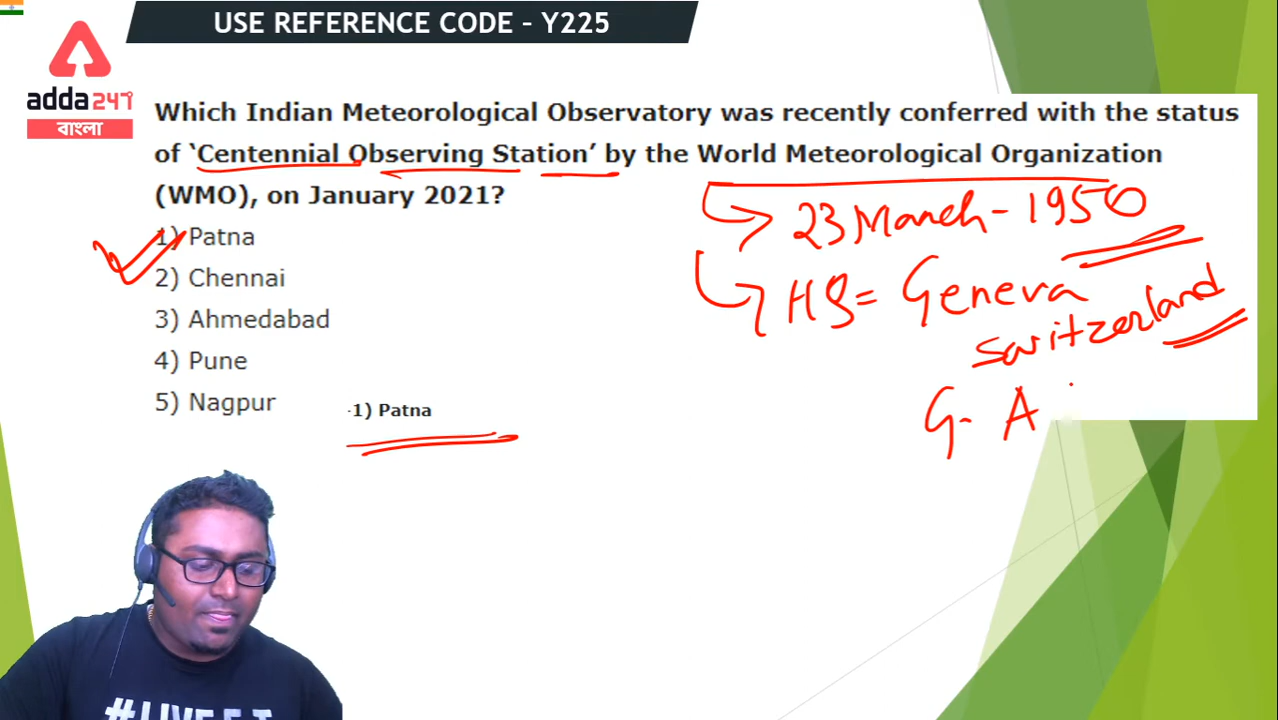 USE REFERENCE CODE - Y225
adda247
বাংলা
Which Indian Meteorological Observatory was recently conferred with the status
of ‘Centennial Observing Station’ by the World Meteorological Organization
(WMO), on January 2021?
1) Patna
2) Chennai
3) Ahmedabad
4) Pune
5) Nagpur
1) Patna
23 March - 1950
HQ = Geneva
Switzerland
G - A